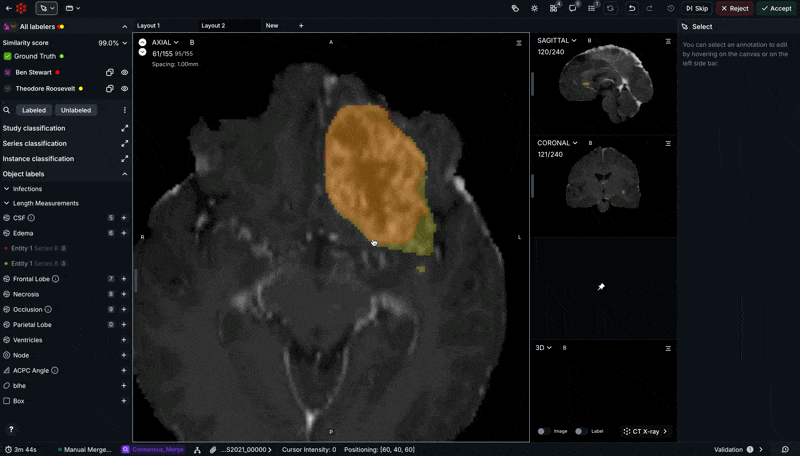 Layout 1
Layout 2
New
Skip
Reject
Accept
All labelers
Similarity score
99.0%
Ground Truth
Ben Stewart
Theodore Roosevelt
Labeled
Unlabeled
Study classification
Series classification
Instance classification
Object labels
Infections
Length Measurements
CSF
5
Edema
6
Entity 1 Series B
Entity 1 Series B
Frontal Lobe
7
Necrosis
8
Occlusion
9
Parietal Lobe
0
Ventricles
Node
ACPC Angle
blhe
Box
?
AXIAL
B
61/155 95/155
Spacing: 1.00mm
A
R
L
P
SAGITTAL
B
120/240
CORONAL
B
121/240
3D
B
Image
Label
CT X-ray
Select
You can select an annotation to edit
by hovering on the canvas or on the
left side bar.
3m 44s
Manual Merge...
Consensus_Merge
...S2021_00000
Cursor Intensity: 0
Positioning: [60, 40, 60]
Validation